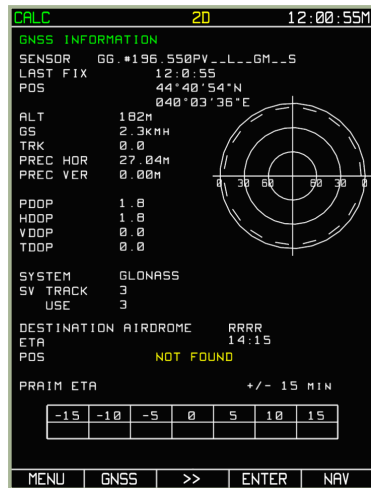 CALC 2D 12:00:55M
GNSS INFORMATION
SENSOR GG.#196.550PV__L__GM__S
LAST FIX 12:0:55
POS 44°40'54"N
040°03'36"E
ALT 182M
GS 2.3KMH
TRK 0.0
PREC HOR 27.04M
PREC VER 0.00M
0 30 60 60 30 0
PDOP 1.8
HDOP 1.8
VDOP 0.0
TDOP 0.0
SYSTEM GLONASS
SV TRACK 3
USE 3
DESTINATION AIRDROME RRRR
ETA 14:15
POS NOT FOUND
PRAIM ETA +/- 15 MIN
-15 -10 -5 0 5 10 15
MENU GNSS >> ENTER NAV